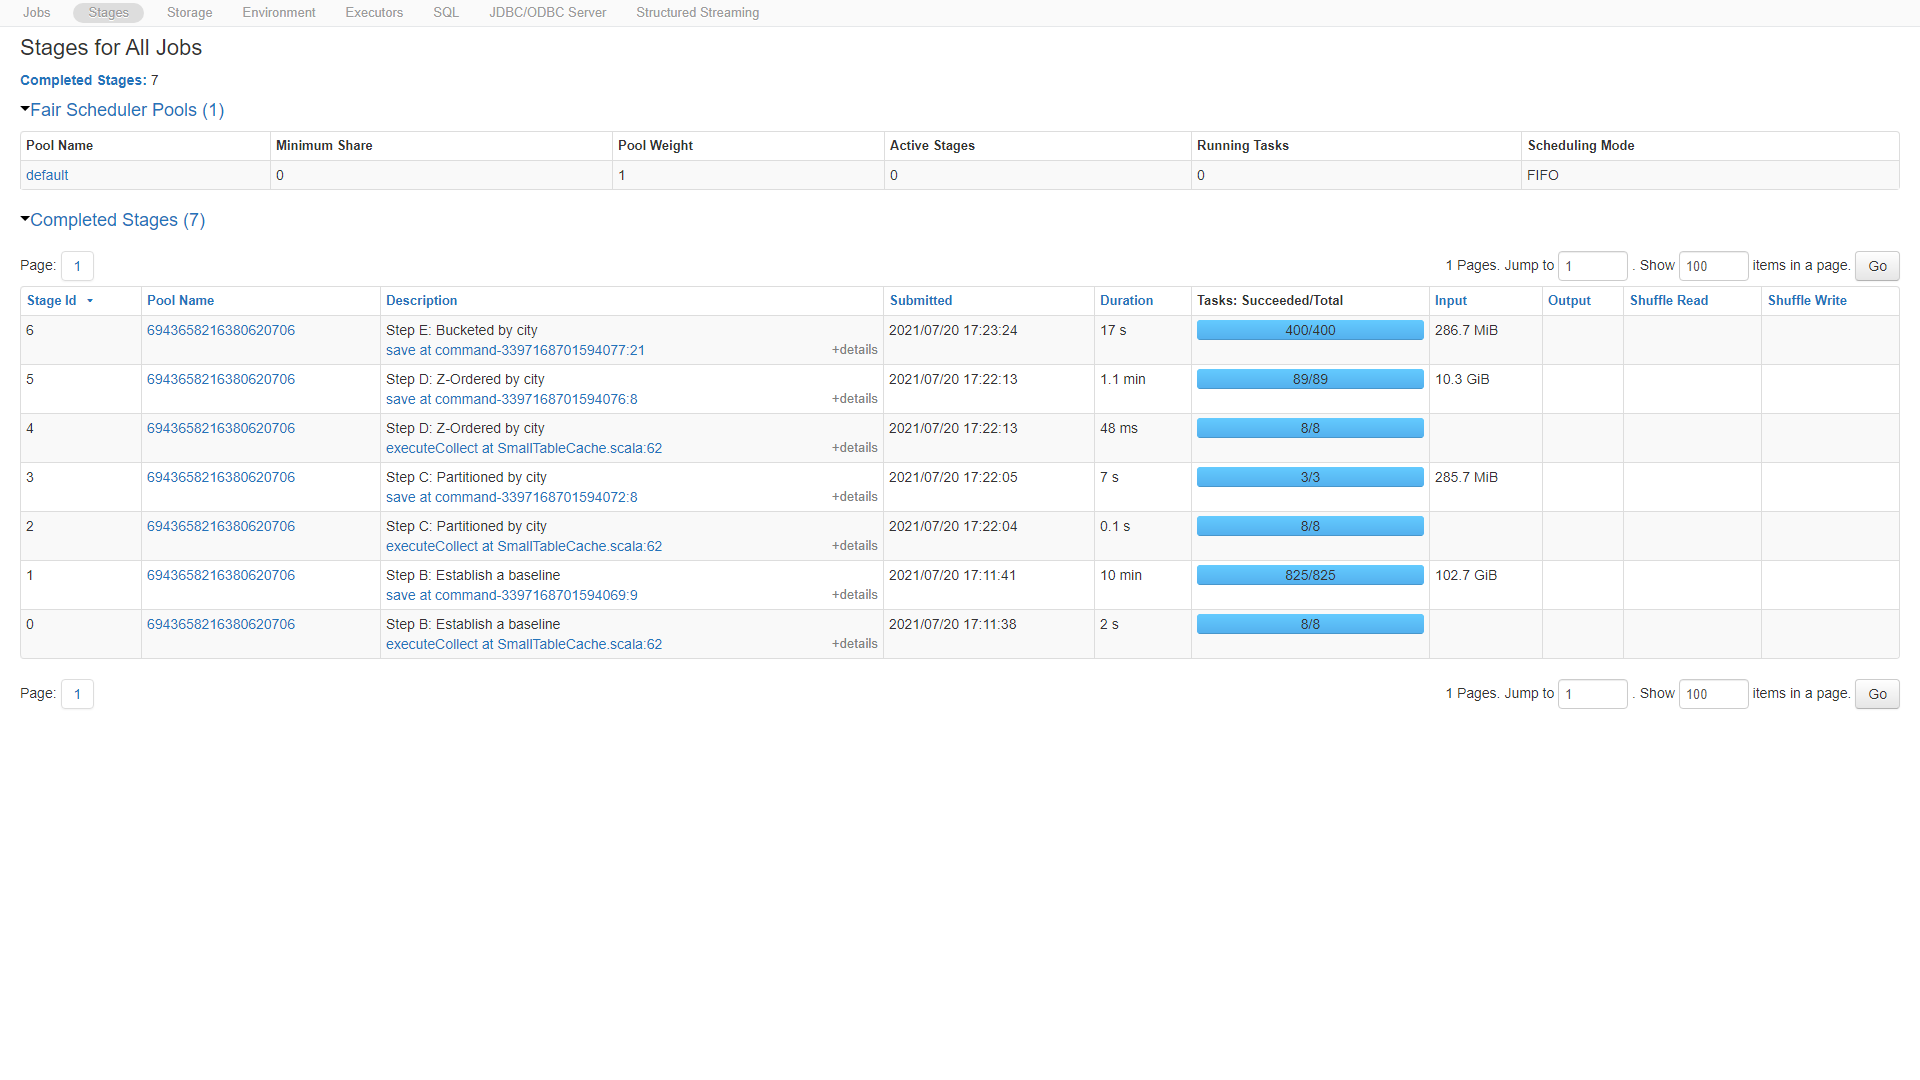 Jobs Stages Storage Environment Executors SQL JDBC/ODBC Server Structured Streaming
Stages for All Jobs
Completed Stages: 7
Fair Scheduler Pools (1)
Pool Name Minimum Share Pool Weight Active Stages Running Tasks Scheduling Mode
default 0 1 0 0 FIFO
Completed Stages (7)
Page: 1 1 Pages. Jump to 1 . Show 100 items in a page. Go
Stage Id Pool Name Description Submitted Duration Tasks: Succeeded/Total Input Output Shuffle Read Shuffle Write
6 6943658216380620706 Step E: Bucketed by city 2021/07/20 17:23:24 17 s 400/400 286.7 MiB
save at command-3397168701594077:21 +details
5 6943658216380620706 Step D: Z-Ordered by city 2021/07/20 17:22:13 1.1 min 89/89 10.3 GiB
save at command-3397168701594076:8 +details
4 6943658216380620706 Step D: Z-Ordered by city 2021/07/20 17:22:13 48 ms 8/8
executeCollect at SmallTableCache.scala:62 +details
3 6943658216380620706 Step C: Partitioned by city 2021/07/20 17:22:05 7 s 3/3 285.7 MiB
save at command-3397168701594072:8 +details
2 6943658216380620706 Step C: Partitioned by city 2021/07/20 17:22:04 0.1 s 8/8
executeCollect at SmallTableCache.scala:62 +details
1 6943658216380620706 Step B: Establish a baseline 2021/07/20 17:11:41 10 min 825/825 102.7 GiB
save at command-3397168701594069:9 +details
0 6943658216380620706 Step B: Establish a baseline 2021/07/20 17:11:38 2 s 8/8
executeCollect at SmallTableCache.scala:62 +details
Page: 1 1 Pages. Jump to 1 . Show 100 items in a page. Go